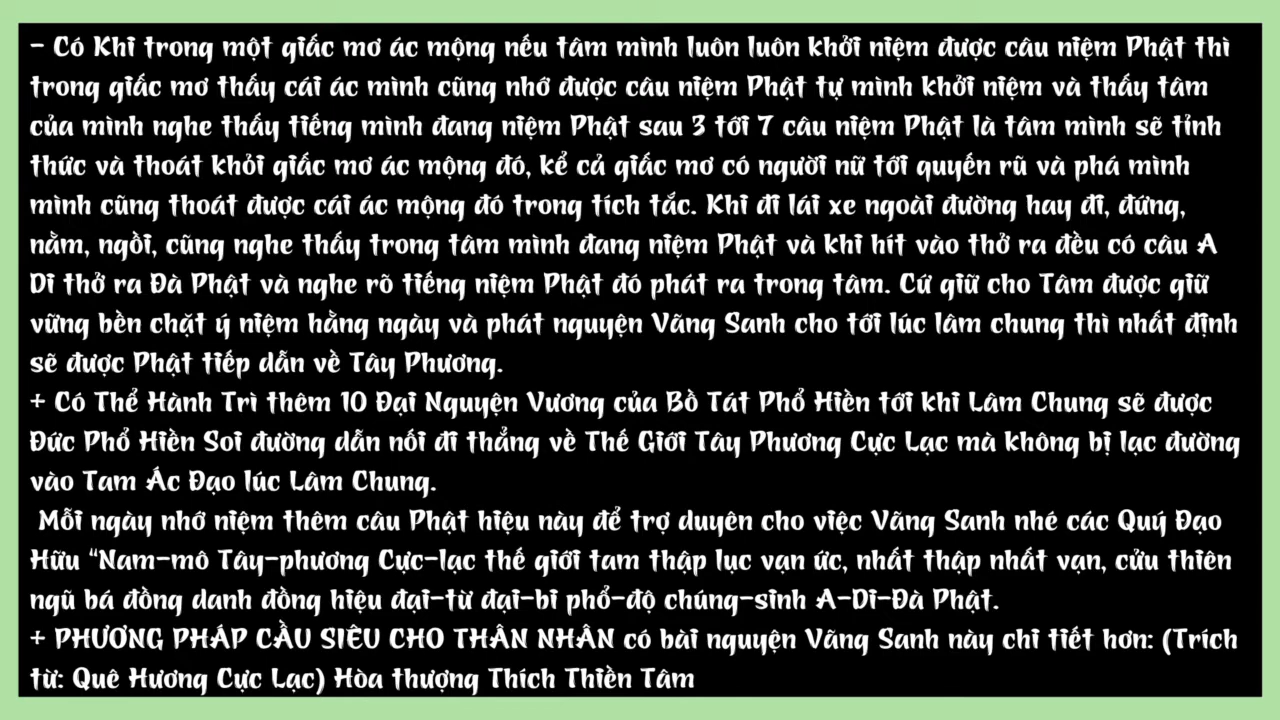 - Có Khi trong một giấc mơ ác mộng nếu tâm mình luôn luôn khởi niệm được câu niệm Phật thì
trong giấc mơ thấy cái ác mình cũng nhớ được câu niệm Phật tự mình khởi niệm và thấy tâm
của mình nghe thấy tiếng mình đang niệm Phật sau 3 tới 7 câu niệm Phật là tâm mình sẽ tỉnh
thức và thoát khỏi giấc mơ ác mộng đó, kể cả giấc mơ có người nữ tới quyến rũ và phá mình
mình cũng thoát được cái ác mộng đó trong tích tắc. Khi đi lái xe ngoài đường hay đi, đứng,
nằm, ngồi, cũng nghe thấy trong tâm mình đang niệm Phật và khi hít vào thở ra đều có câu A
Di thở ra Đà Phật và nghe rõ tiếng niệm Phật đó phát ra trong tâm. Cứ giữ cho Tâm được giữ
vững bền chặt ý niệm hằng ngày và phát nguyện Vãng Sanh cho tới lúc lâm chung thì nhất định
sẽ được Phật tiếp dẫn về Tây Phương.
+ Có Thể Hành Trì thêm 10 Đại Nguyện Vương của Bồ Tát Phổ Hiền tới khi Lâm Chung sẽ được
Đức Phổ Hiền Soi đường dẫn nối đi thẳng về Thế Giới Tây Phương Cực Lạc mà không bị lạc đường
vào Tam Ác Đạo lúc Lâm Chung.
Mỗi ngày nhớ niệm thêm câu Phật hiệu này để trợ duyên cho việc Vãng Sanh nhé các Quý Đạo
Hữu “Nam-mô Tây-phương Cực-lạc thế giới tam thập lục vạn ức, nhất thập nhất vạn, cửu thiên
ngũ bá đồng danh đồng hiệu đại-từ đại-bi phổ-độ chúng-sinh A-Di-Đà Phật.
+ PHƯƠNG PHÁP CẦU SIÊU CHO THÂN NHÂN có bài nguyện Vãng Sanh này chi tiết hơn: (Trích
từ: Quê Hương Cực Lạc) Hòa thượng Thích Thiền Tâm